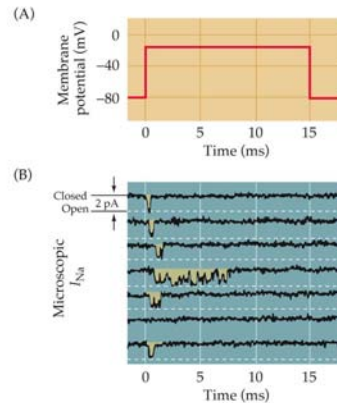 (A)
Membrane
potential (mV)
0
−40
−80
0 5 10 15
Time (ms)
(B)
Closed
Open
2 pA
Microscopic
I_Na
0 5 10 15
Time (ms)